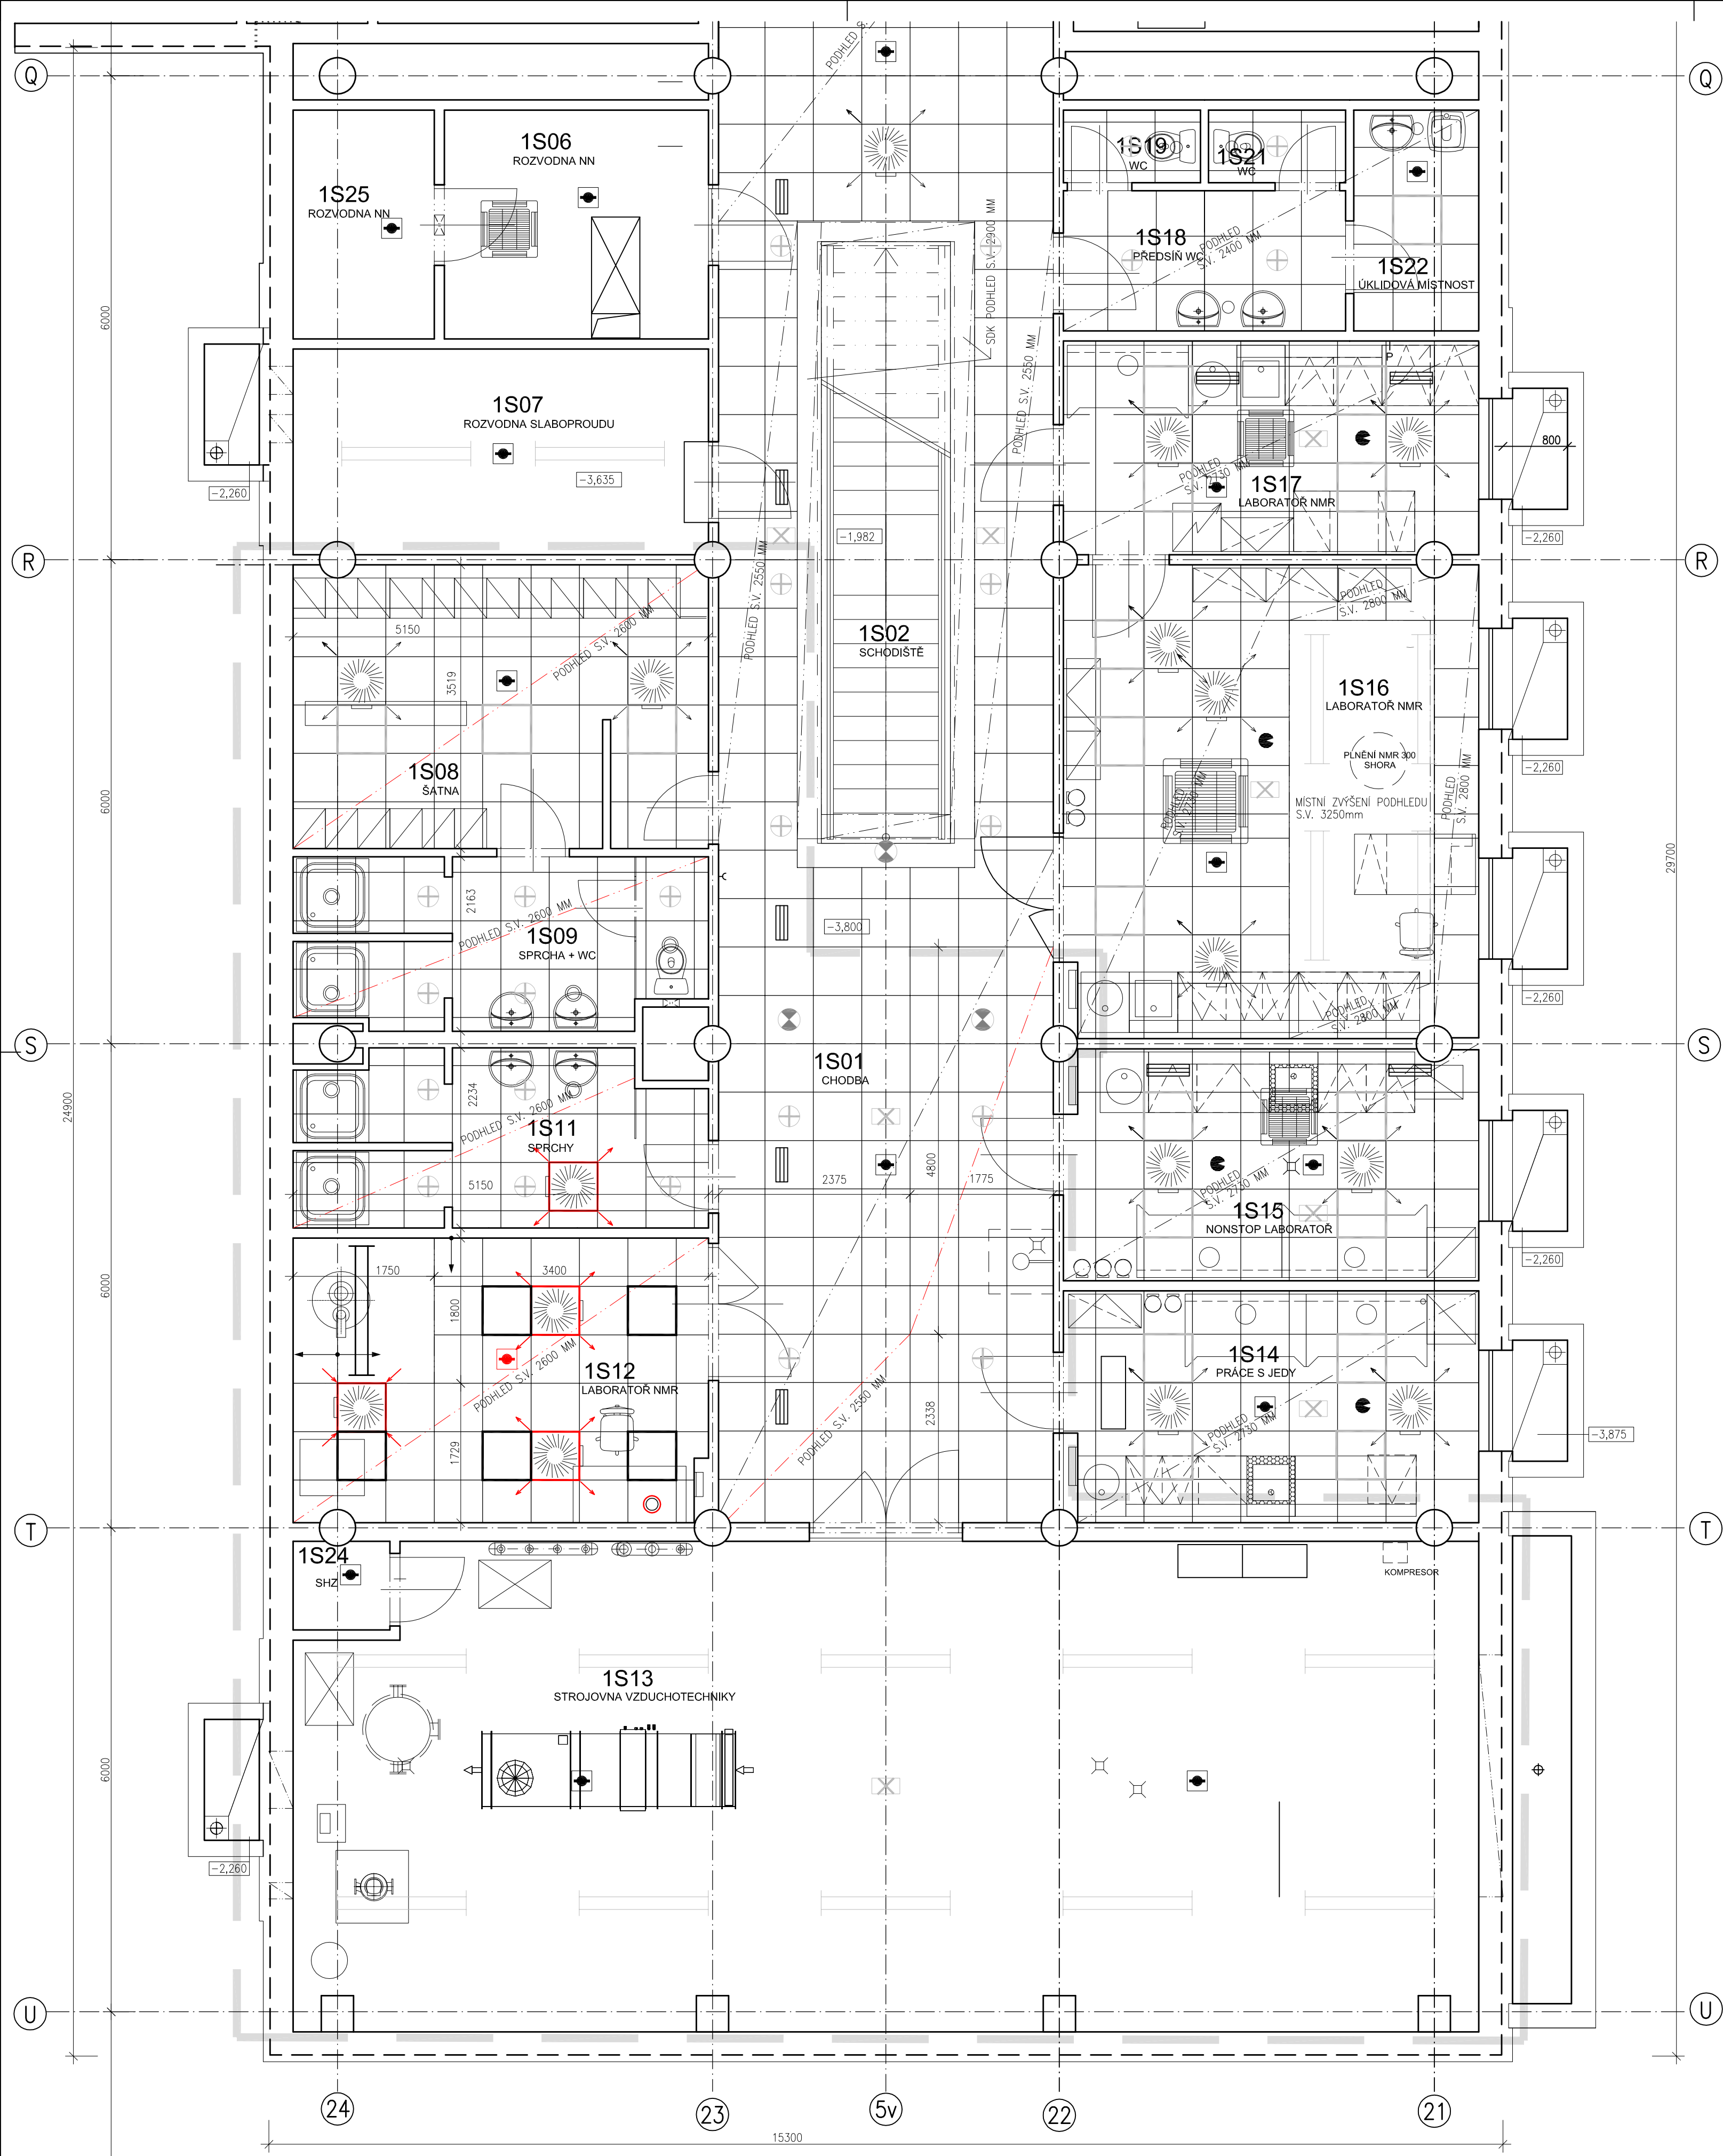 PODHLED S.
Q
Q
1S06
ROZVODNA NN
1S25
ROZVODNA NN
1S19
WC
1S21
WC
1S18
PŘEDSÍŇ WC
PODHLED
S.V. 2400 MM
1S22
ÚKLIDOVÁ MÍSTNOST
SDK PODHLED S.V. 2900 MM
6000
P
1S07
ROZVODNA SLABOPROUDU
-3,635
-2,260
PODHLED S.V. 2550 MM
PODHLED S.V. 2550 MM
PODHLED
S.V. 2730 MM
1S17
LABORATOŘ NMR
800
-2,260
-1,982
R
R
5150
3519
PODHLED S.V. 2600 MM
1S02
SCHODIŠTĚ
PODHLED
S.V. 2800 MM
1S16
LABORATOŘ NMR
PLNĚNÍ NMR 300
SHORA
MÍSTNÍ ZVÝŠENÍ PODHLEDU
S.V. 3250mm
PODHLED
S.V. 2730 MM
PODHLED
S.V. 2800 MM
-2,260
1S08
ŠATNA
6000
29700
2163
PODHLED S.V. 2600 MM
1S09
SPRCHA + WC
-3,800
PODHLED
S.V. 2800 MM
-2,260
S
S
1S01
CHODBA
24900
2234
PODHLED S.V. 2600 MM
1S11
SPRCHY
5150
2375
4800
1775
PODHLED
S.V. 2730 MM
1S15
NONSTOP LABORATOŘ
-2,260
1750
3400
1800
6000
PODHLED S.V. 2600 MM
1S12
LABORATOŘ NMR
1729
PODHLED S.V. 2550 MM
2338
1S14
PRÁCE S JEDY
PODHLED
S.V. 2730 MM
-3,875
T
T
1S24
SHZ
KOMPRESOR
1S13
STROJOVNA VZDUCHOTECHNIKY
6000
-2,260
U
U
24
23
5v
22
21
15300